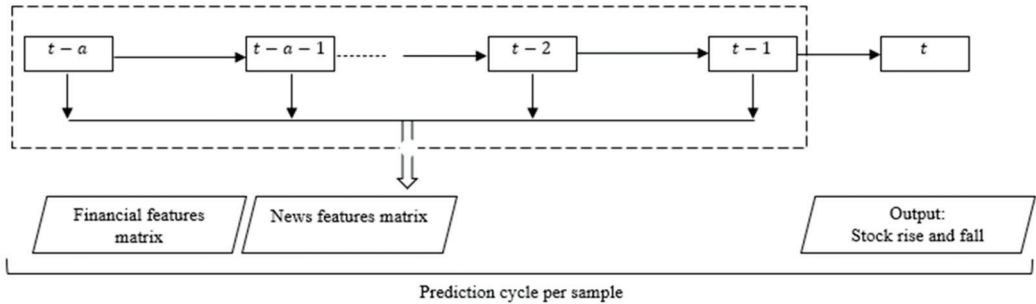 t − a
t − a − 1
t − 2
t − 1
t
Financial features
matrix
News features matrix
Output:
Stock rise and fall
Prediction cycle per sample